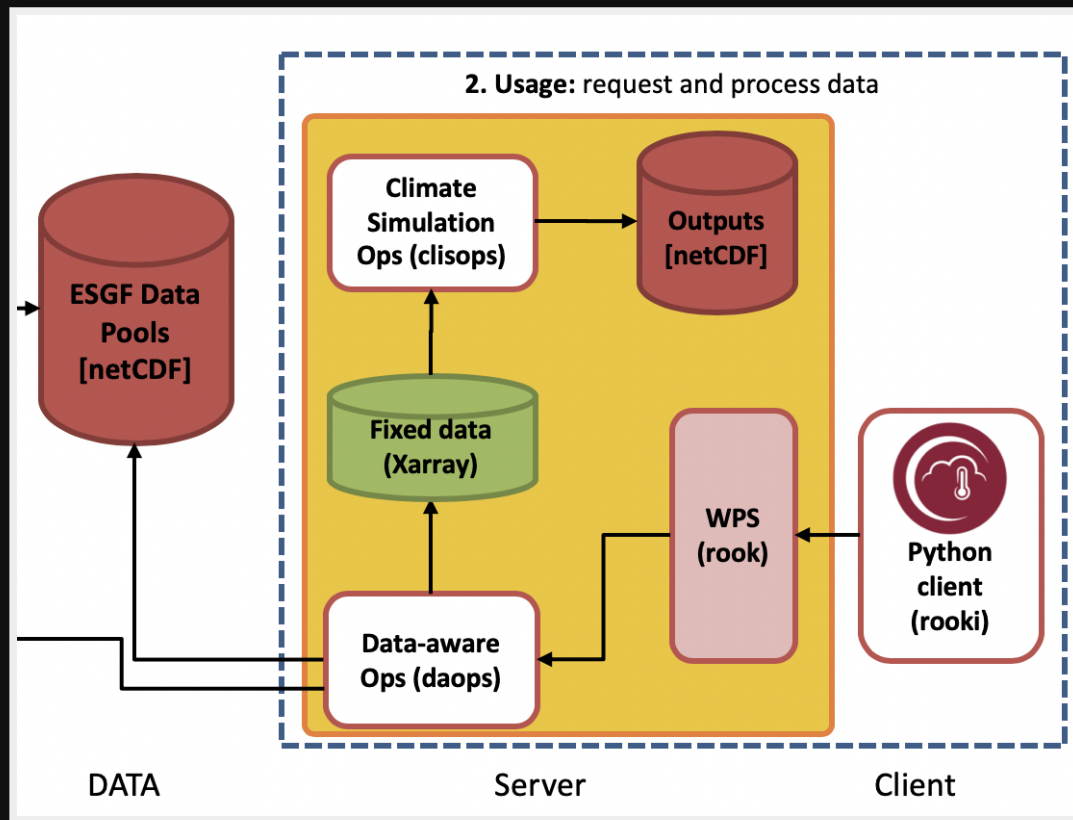 2. Usage: request and process data
Climate
Simulation
Ops (clisops)
Outputs
[netCDF]
ESGF Data
Pools
[netCDF]
Fixed data
(Xarray)
WPS
(rook)
Python
client
(rooki)
Data-aware
Ops (daops)
DATA
Server
Client